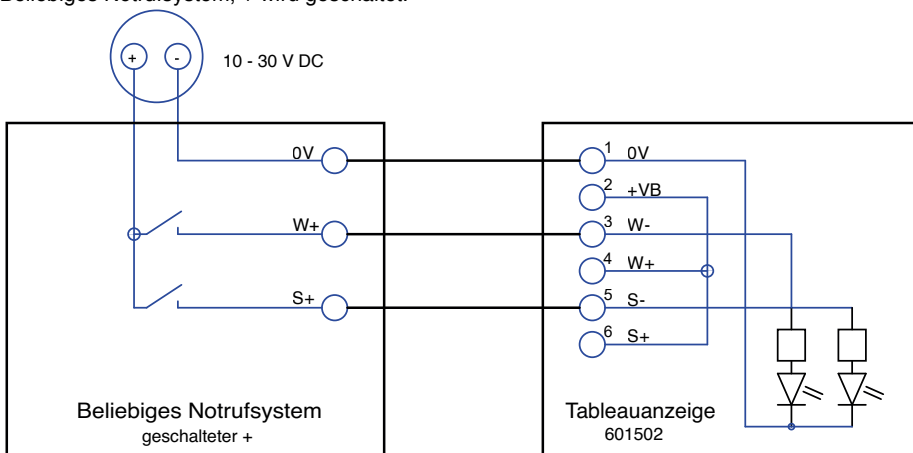 Beliebiges Notrufsystem, + wird geschaltet.
+ -
10 - 30 V DC
0V
W+
S+
1 0V
2 +VB
3 W-
4 W+
5 S-
6 S+
Beliebiges Notrufsystem
geschalteter +
Tableauanzeige
601502